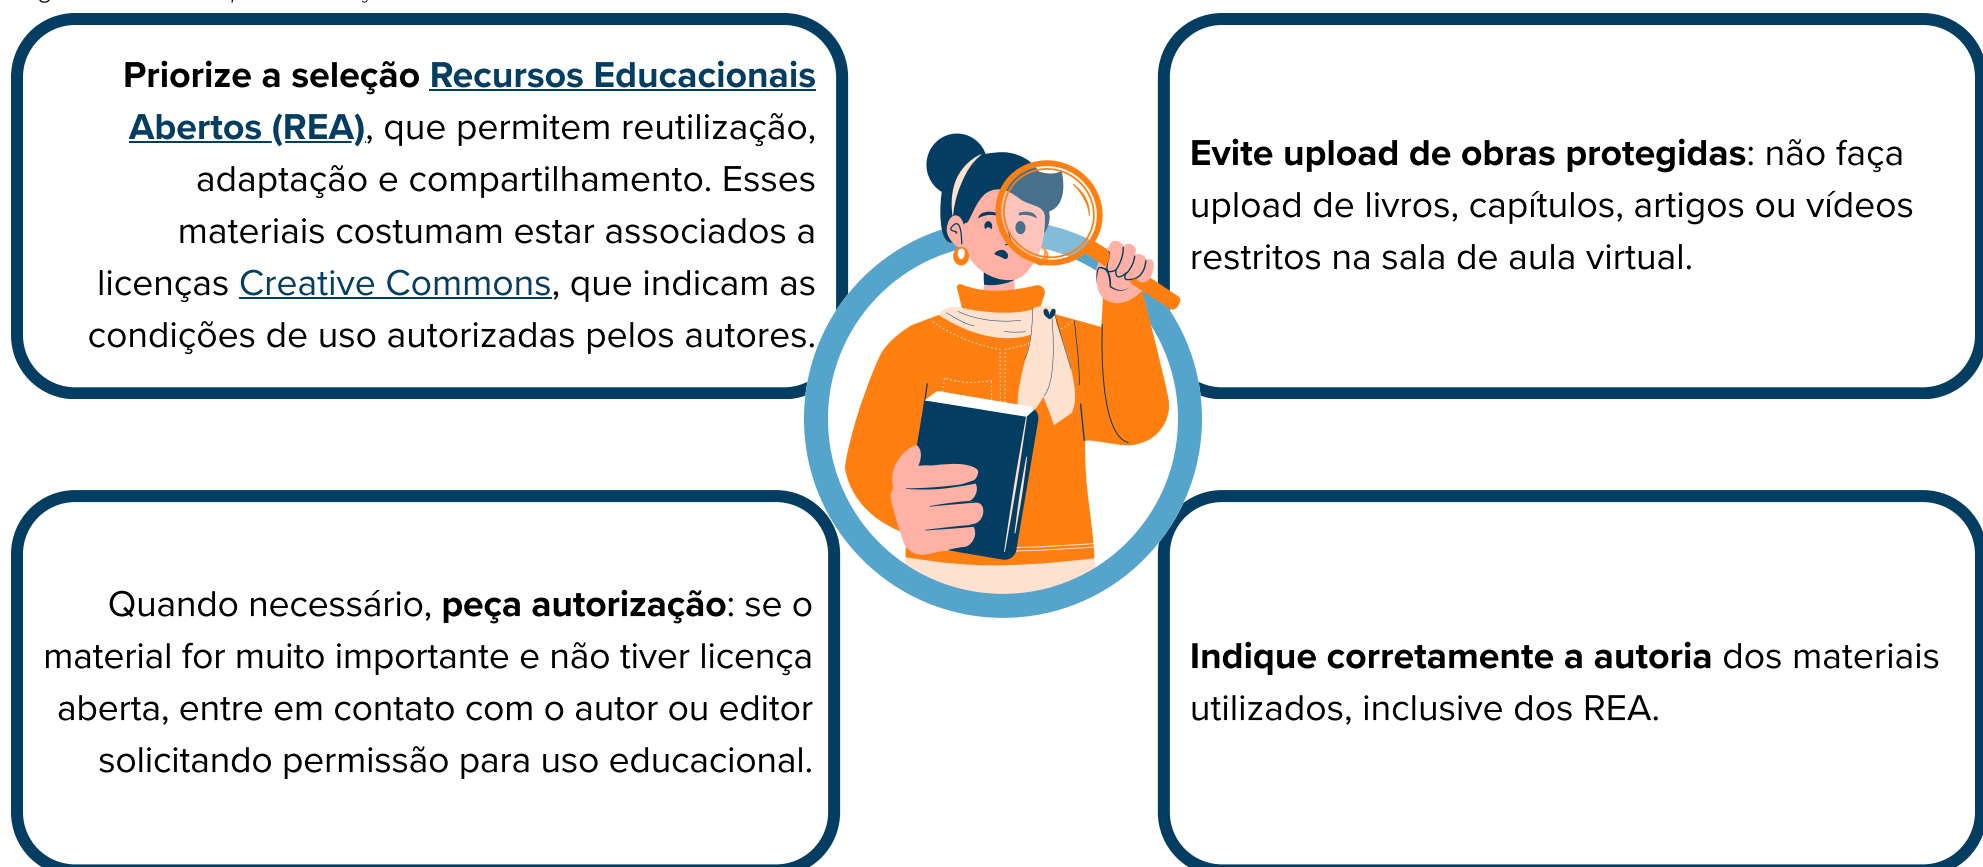 Priorize a seleção Recursos Educacionais
Abertos (REA), que permitem reutilização,
adaptação e compartilhamento. Esses
materiais costumam estar associados a
licenças Creative Commons, que indicam as
condições de uso autorizadas pelos autores.
Evite upload de obras protegidas: não faça
upload de livros, capítulos, artigos ou vídeos
restritos na sala de aula virtual.
Quando necessário, peça autorização: se o
material for muito importante e não tiver licença
aberta, entre em contato com o autor ou editor
solicitando permissão para uso educacional.
Indique corretamente a autoria dos materiais
utilizados, inclusive dos REA.